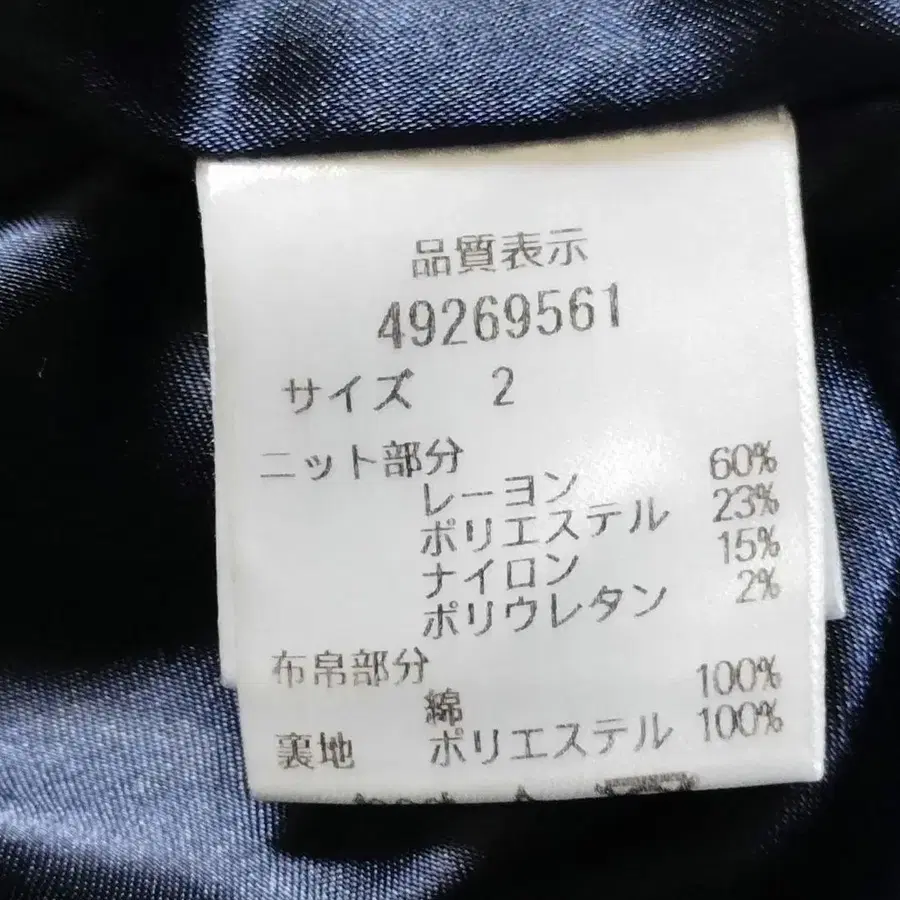 品質表示
49269561
サイズ 2
ニット部分
レーヨン 60%
ポリエステル 23%
ナイロン 15%
ポリウレタン 2%
布帛部分
綿 100%
裏地 ポリエステル 100%